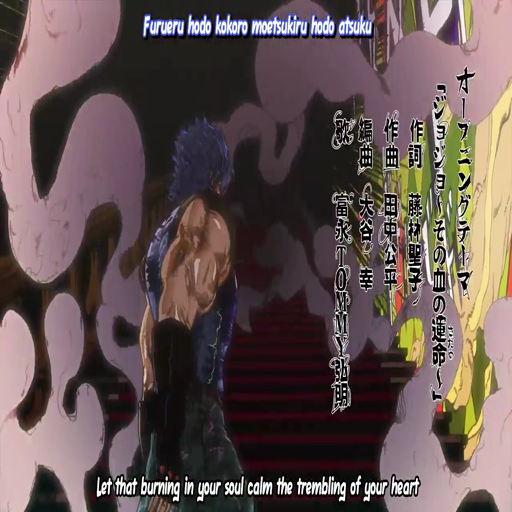 Furueru hodo kokoro moetsukiru hodo atsuku
オープニングテーマ
「ジョジョ～その血の運命～」
さだめ
作詞 藤林聖子
作曲 田中公平
編曲 大谷 幸
歌 富永TOMMY弘明
Let that burning in your soul calm the trembling of your heart